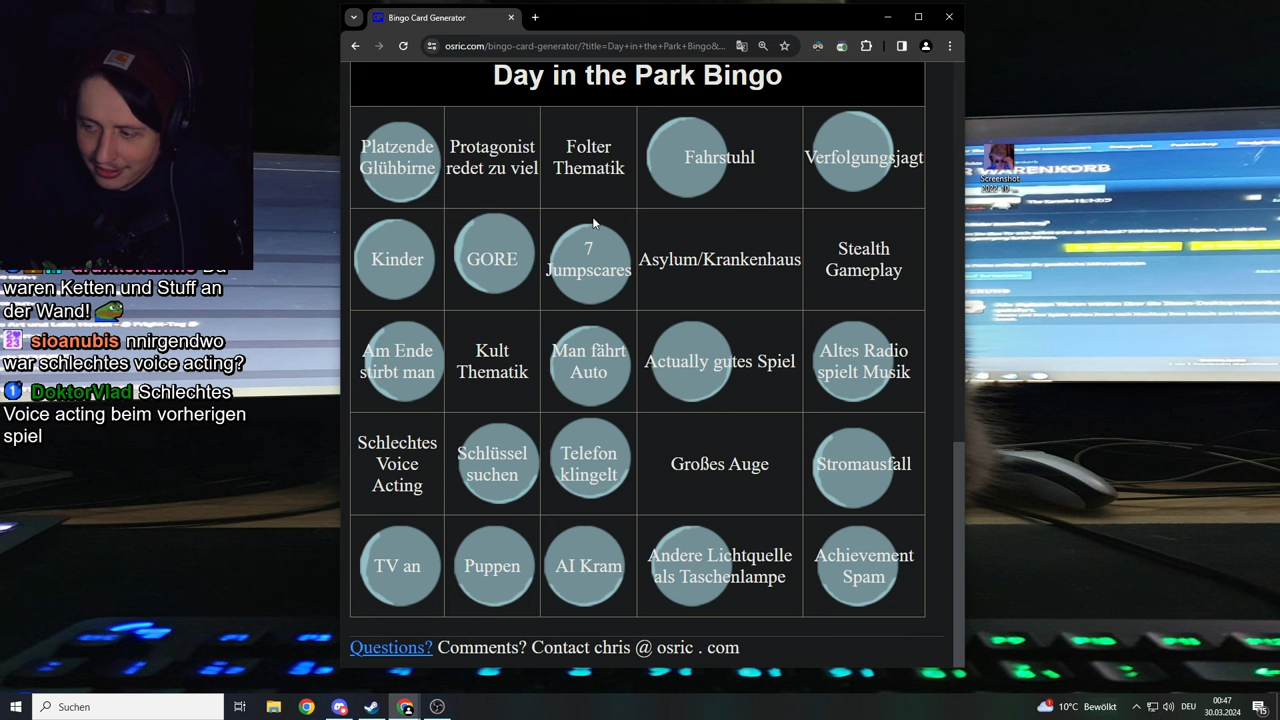 Bingo Card Generator
osric.com/bingo-card-generator/?title=Day+in+the+Park+Bingo&...
Day in the Park Bingo
Platzende
Glühbirne
Protagonist
redet zu viel
Folter
Thematik
Fahrstuhl
Verfolgungsjagt
Kinder
GORE
7
Jumpscares
Asylum/Krankenhaus
Stealth
Gameplay
Am Ende
stirbt man
Kult
Thematik
Man fährt
Auto
Actually gutes Spiel
Altes Radio
spielt Musik
Schlechtes
Voice
Acting
Schlüssel
suchen
Telefon
klingelt
Großes Auge
Stromausfall
TV an
Puppen
AI Kram
Andere Lichtquelle
als Taschenlampe
Achievement
Spam
Questions? Comments? Contact chris @ osric . com
waren Ketten und Stuff an
der Wand!
sioanubis nnirgendwo
war schlechtes voice acting?
DoktorVlad Schlechtes
Voice acting beim vorherigen
spiel
WARENKORB
Screenshot
2022-10-...
Suchen
10°C Bewölkt
DEU
00:47
30.03.2024
15